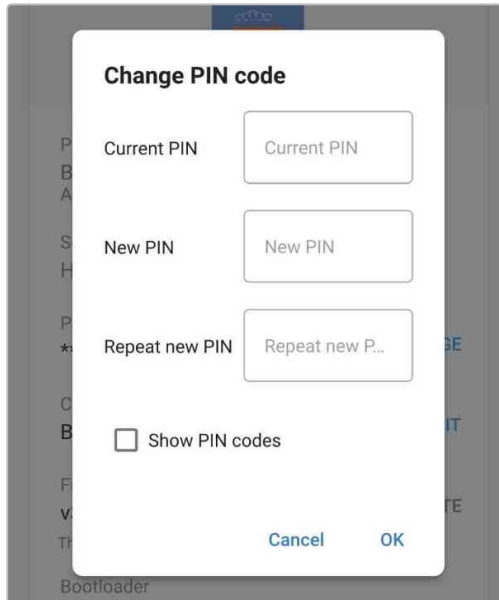 Change PIN code
Current PIN Current PIN
New PIN New PIN
Repeat new PIN Repeat new P...
Show PIN codes
Cancel OK
Bootloader